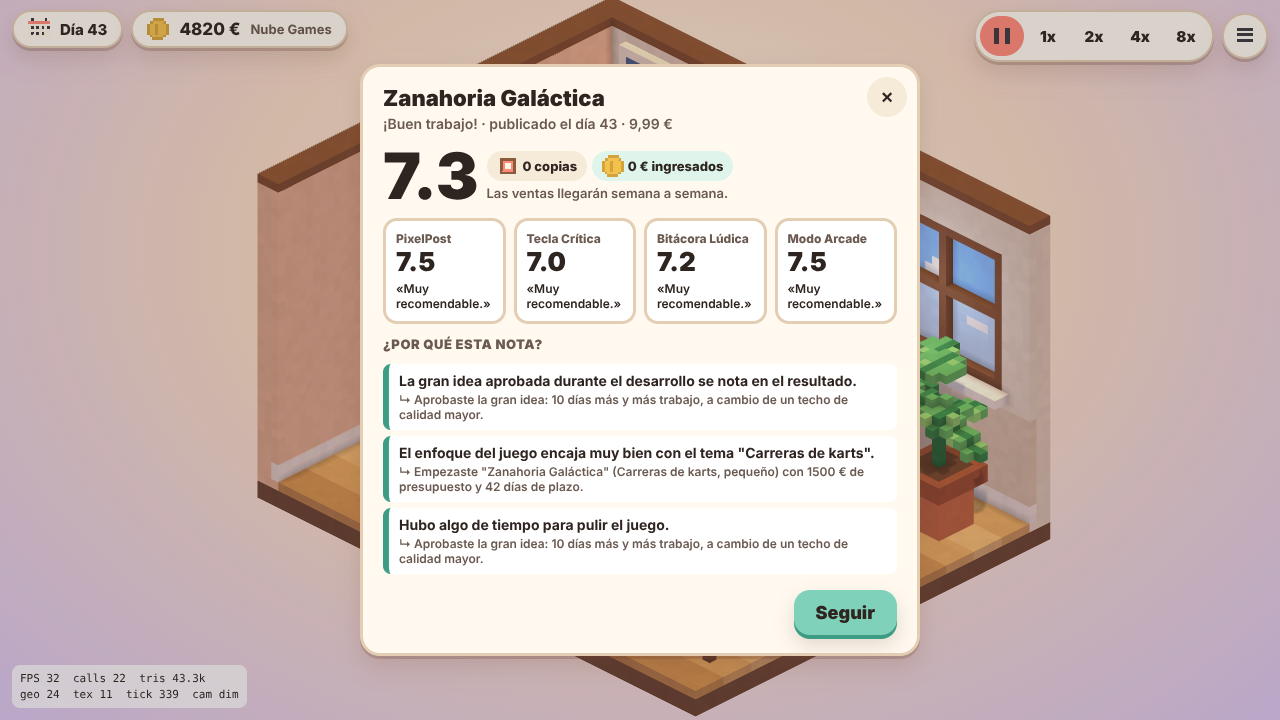 Día 43
4820 € Nube Games
1x 2x 4x 8x
Zanahoria Galáctica
×
¡Buen trabajo! · publicado el día 43 · 9,99 €
7.3
0 copias
0 € ingresados
Las ventas llegarán semana a semana.
PixelPost
7.5
«Muy
recomendable.»
Tecla Crítica
7.0
«Muy
recomendable.»
Bitácora Lúdica
7.2
«Muy
recomendable.»
Modo Arcade
7.5
«Muy
recomendable.»
¿POR QUÉ ESTA NOTA?
La gran idea aprobada durante el desarrollo se nota en el resultado.
↳ Aprobaste la gran idea: 10 días más y más trabajo, a cambio de un techo de
calidad mayor.
El enfoque del juego encaja muy bien con el tema "Carreras de karts".
↳ Empezaste "Zanahoria Galáctica" (Carreras de karts, pequeño) con 1500 € de
presupuesto y 42 días de plazo.
Hubo algo de tiempo para pulir el juego.
↳ Aprobaste la gran idea: 10 días más y más trabajo, a cambio de un techo de
calidad mayor.
Seguir
FPS 32 calls 22 tris 43.3k
geo 24 tex 11 tick 339 cam dim